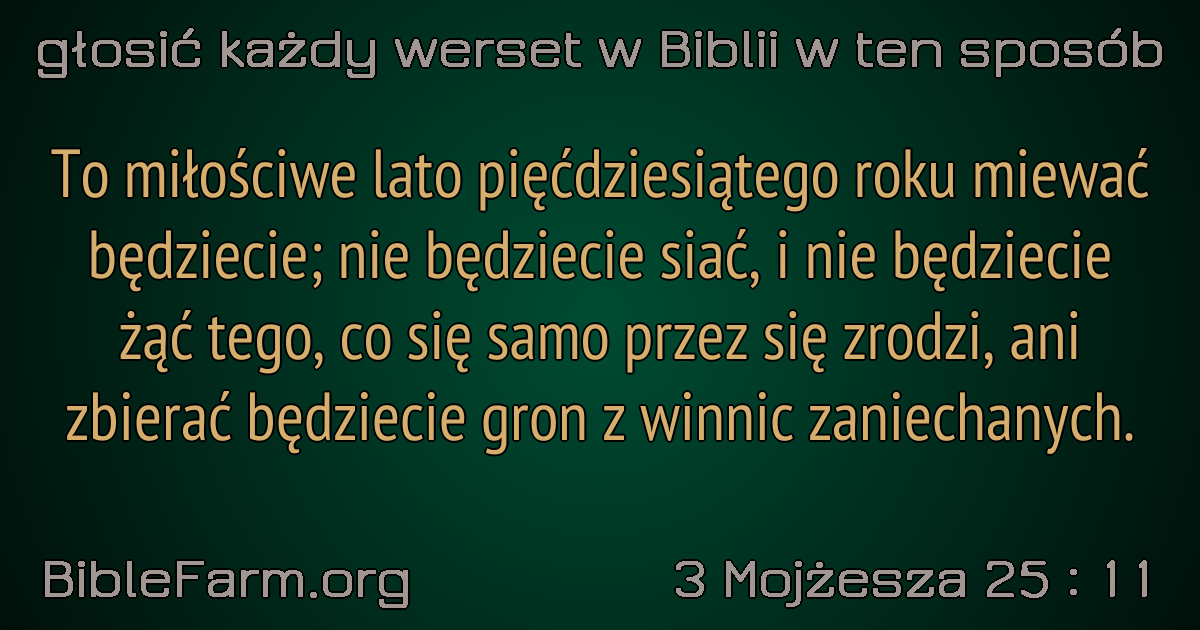 głosić każdy werset w Biblii w ten sposób
To miłościwe lato pięćdziesiątego roku miewać
będziecie; nie będziecie siać, i nie będziecie
żąć tego, co się samo przez się zrodzi, ani
zbierać będziecie gron z winnic zaniechanych.
BibleFarm.org
3 Mojżesza 25 : 11